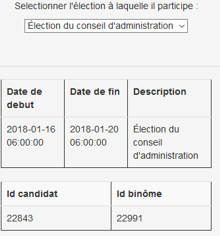 Selectionner l'élection à laquelle il participe :
Élection du conseil d'administration
Date de debut
Date de fin
Description
2018-01-16 06:00:00
2018-01-20 06:00:00
Élection du conseil d'administration
Id candidat
Id binôme
22843
22991